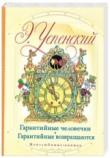 Э. Успенский
Гарантийные человечки
Гарантийные возвращаются